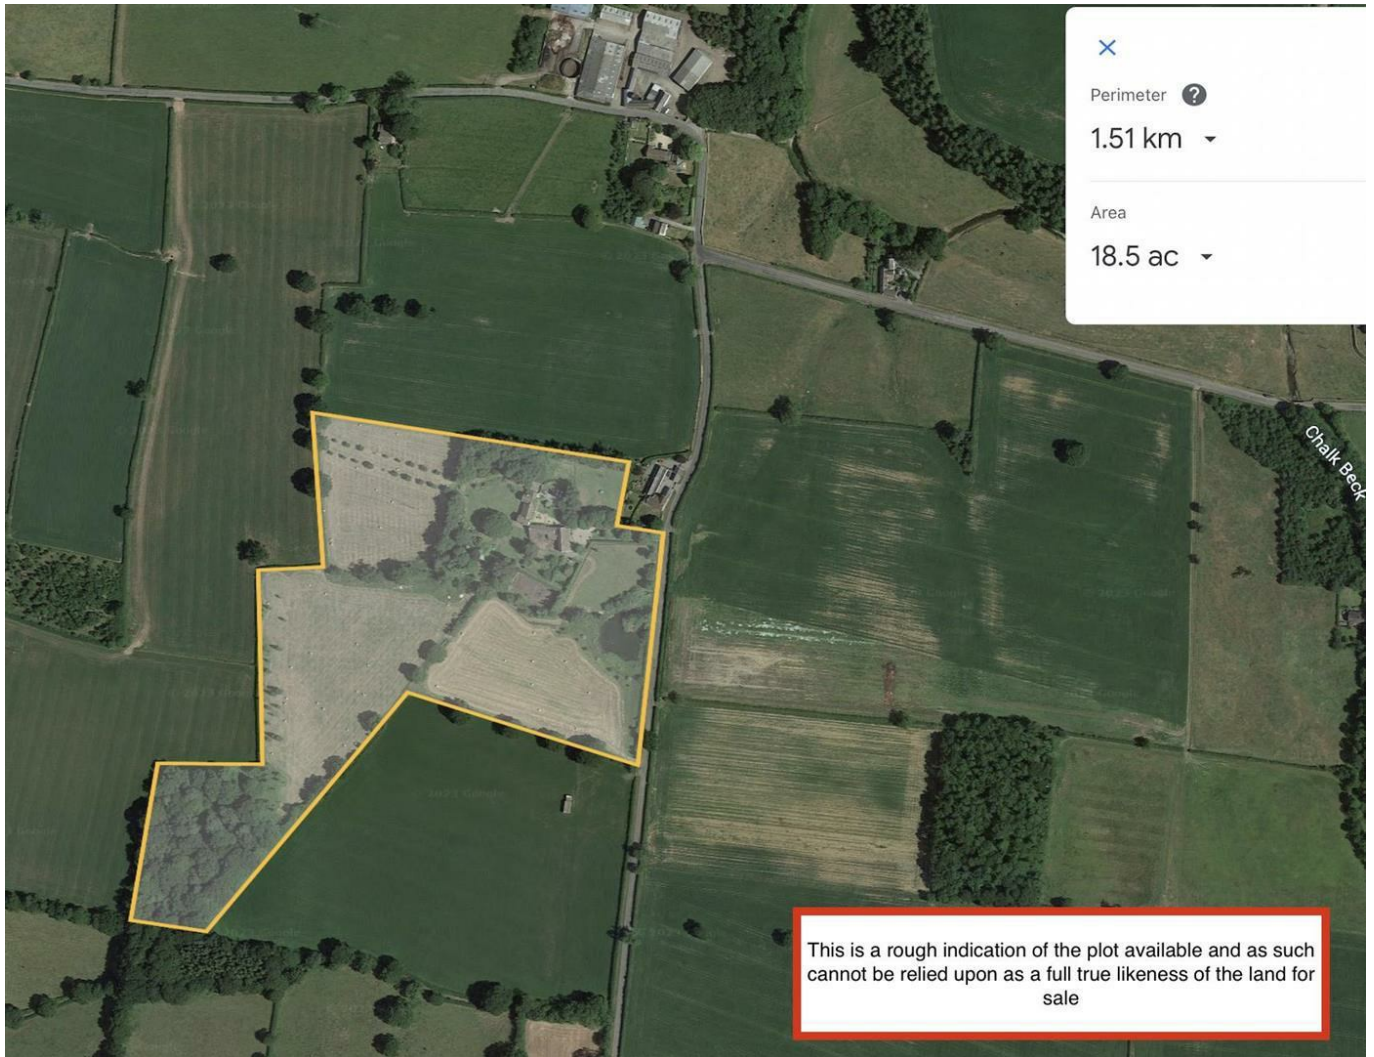 Perimeter ?
1.51 km
Area
18.5 ac
Chalk Beck
This is a rough indication of the plot available and as such
cannot be relied upon as a full true likeness of the land for
sale